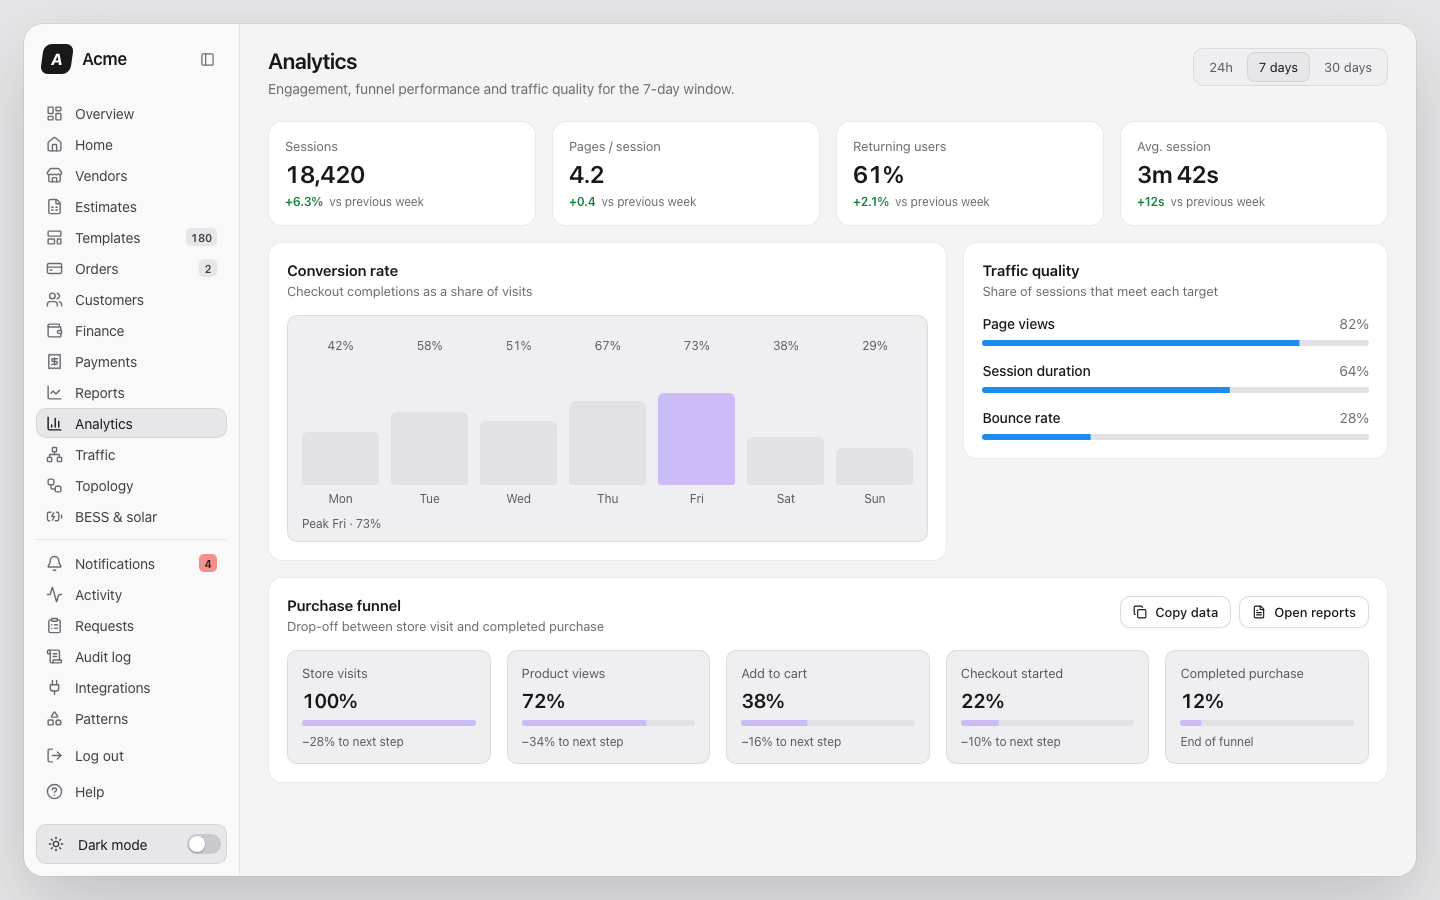 A Acme
Overview
Home
Vendors
Estimates
Templates 180
Orders 2
Customers
Finance
Payments
Reports
Analytics
Traffic
Topology
BESS & solar
Notifications 4
Activity
Requests
Audit log
Integrations
Patterns
Log out
Help
Dark mode
Analytics
Engagement, funnel performance and traffic quality for the 7-day window.
24h 7 days 30 days
Sessions
18,420
+6.3% vs previous week
Pages / session
4.2
+0.4 vs previous week
Returning users
61%
+2.1% vs previous week
Avg. session
3m 42s
+12s vs previous week
Conversion rate
Checkout completions as a share of visits
42% 58% 51% 67% 73% 38% 29%
Mon Tue Wed Thu Fri Sat Sun
Peak Fri · 73%
Traffic quality
Share of sessions that meet each target
Page views 82%
Session duration 64%
Bounce rate 28%
Purchase funnel
Drop-off between store visit and completed purchase
Copy data Open reports
Store visits
100%
−28% to next step
Product views
72%
−34% to next step
Add to cart
38%
−16% to next step
Checkout started
22%
−10% to next step
Completed purchase
12%
End of funnel